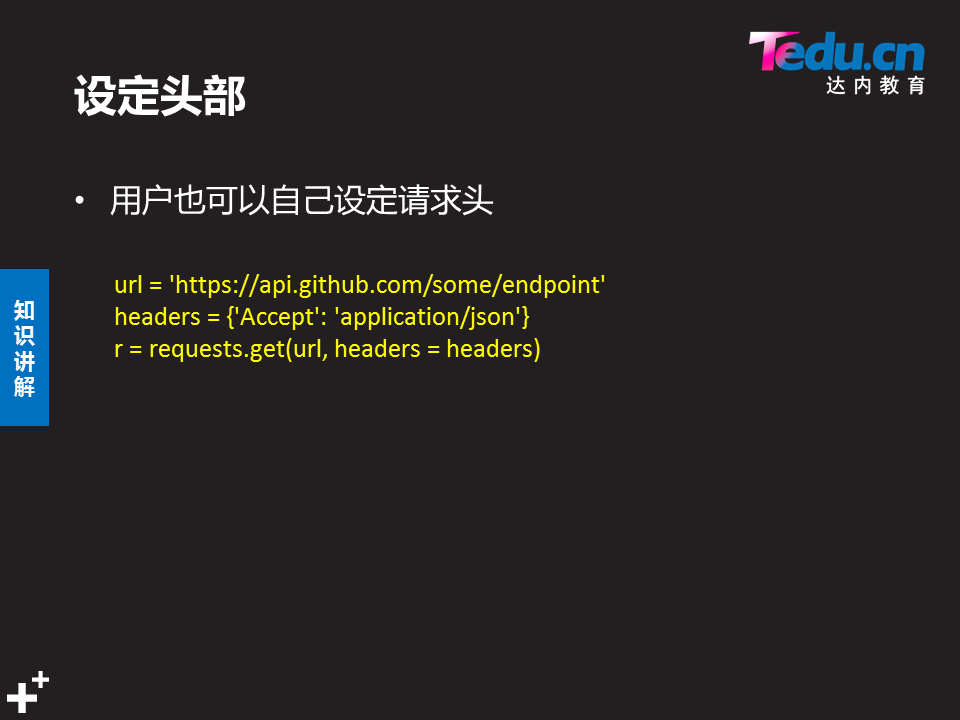 Tedu.cn
达内教育
设定头部
• 用户也可以自己设定请求头
url = 'https://api.github.com/some/endpoint'
headers = {'Accept': 'application/json'}
r = requests.get(url, headers = headers)
知
识
讲
解